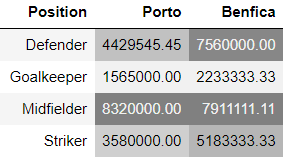 Position Porto Benfica
Defender 4429545.45 7560000.00
Goalkeeper 1565000.00 2233333.33
Midfielder 8320000.00 7911111.11
Striker 3580000.00 5183333.33